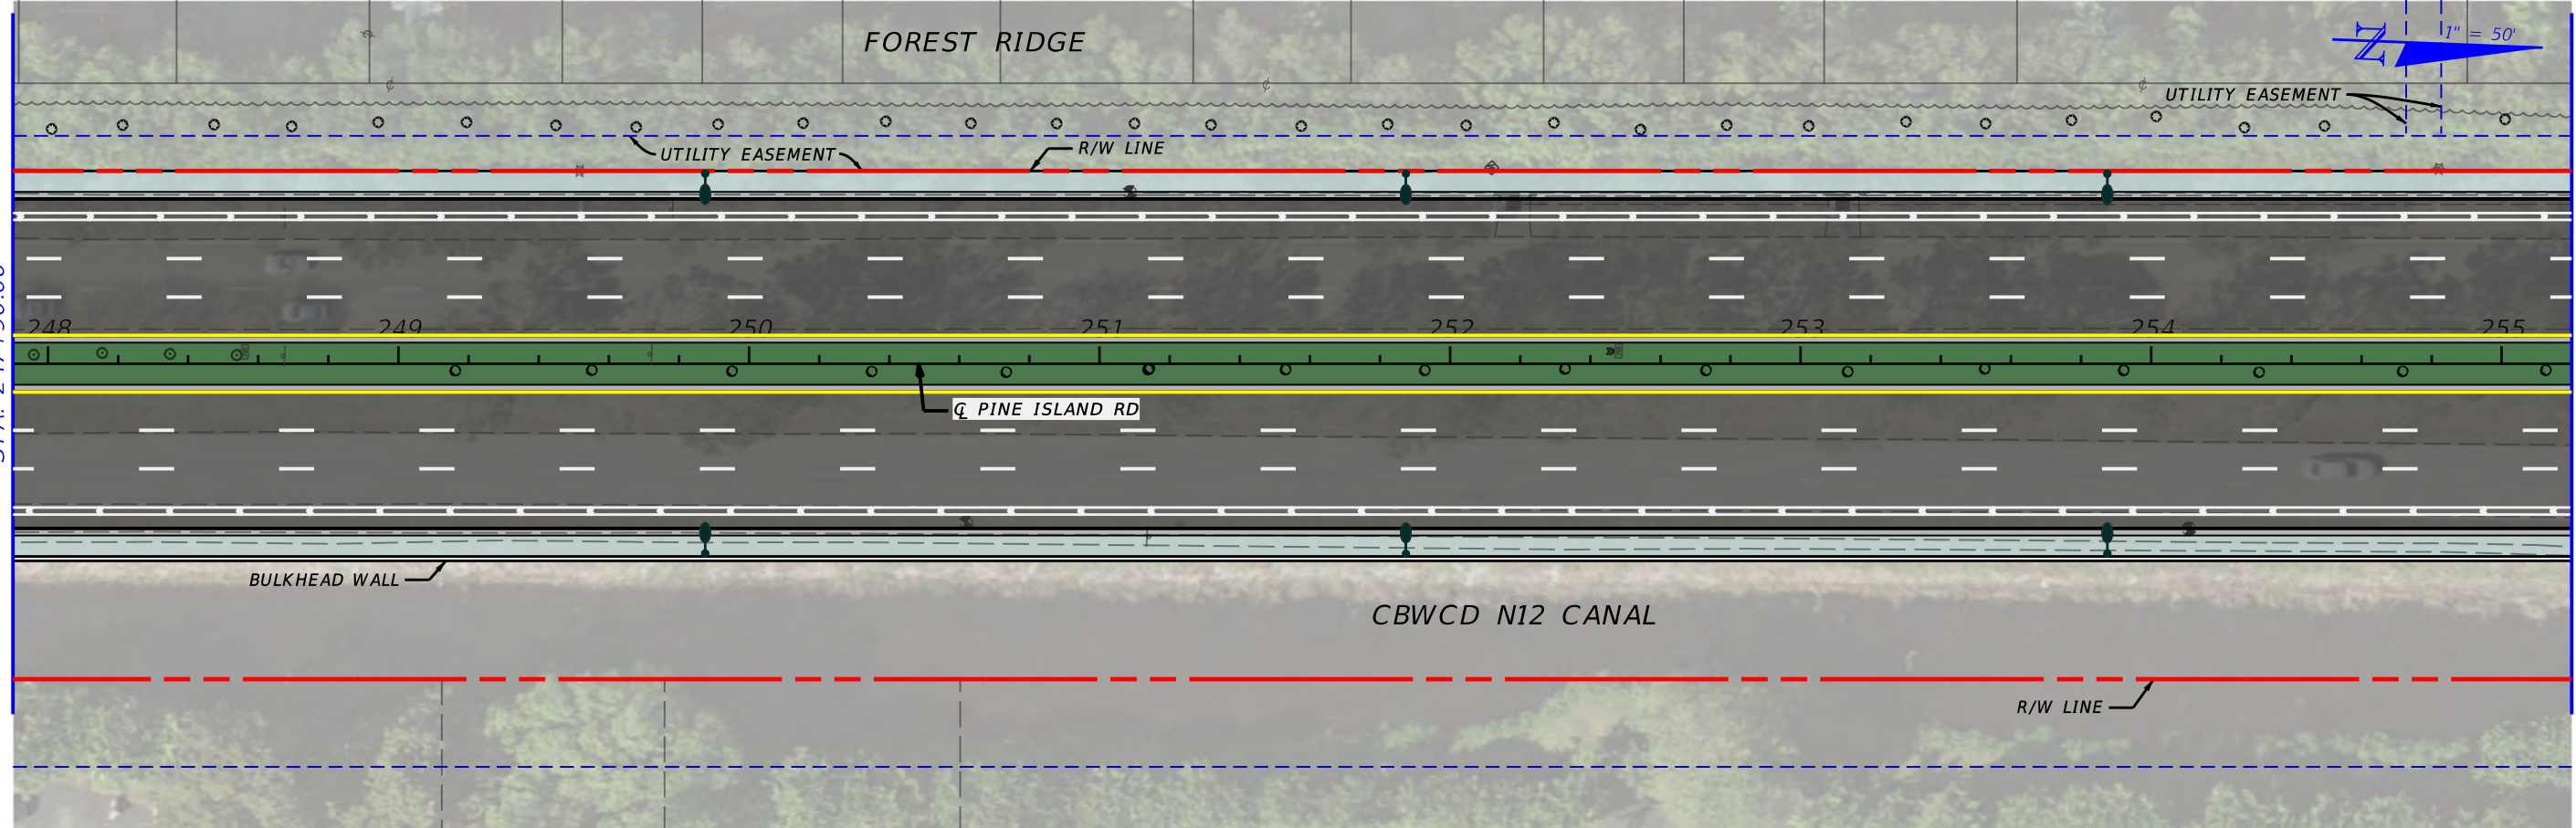 FOREST RIDGE
N
1" = 50'
UTILITY EASEMENT
UTILITY EASEMENT
R/W LINE
248 249 250 251 252 253 254 255
℄ PINE ISLAND RD
BULKHEAD WALL
CBWCD N12 CANAL
R/W LINE